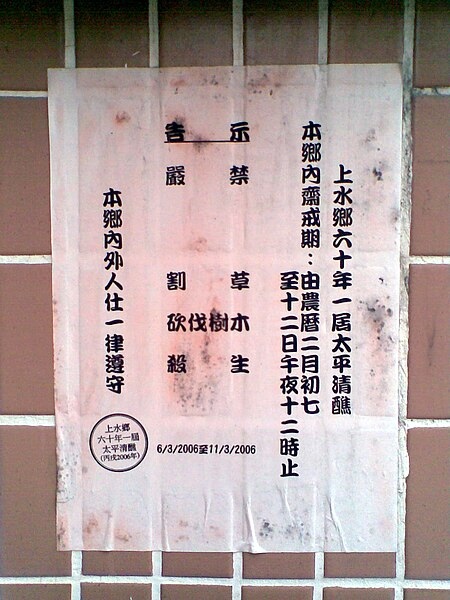 上水鄉六十年一屆太平清醮
本鄉內齋戒期：由農曆二月初七
至十二日午夜十二時止
告示
嚴禁
割草
砍伐樹木
殺生
6/3/2006至11/3/2006
本鄉內外人仕一律遵守
上水鄉
六十年一屆
太平清醮
(丙戌2006年)